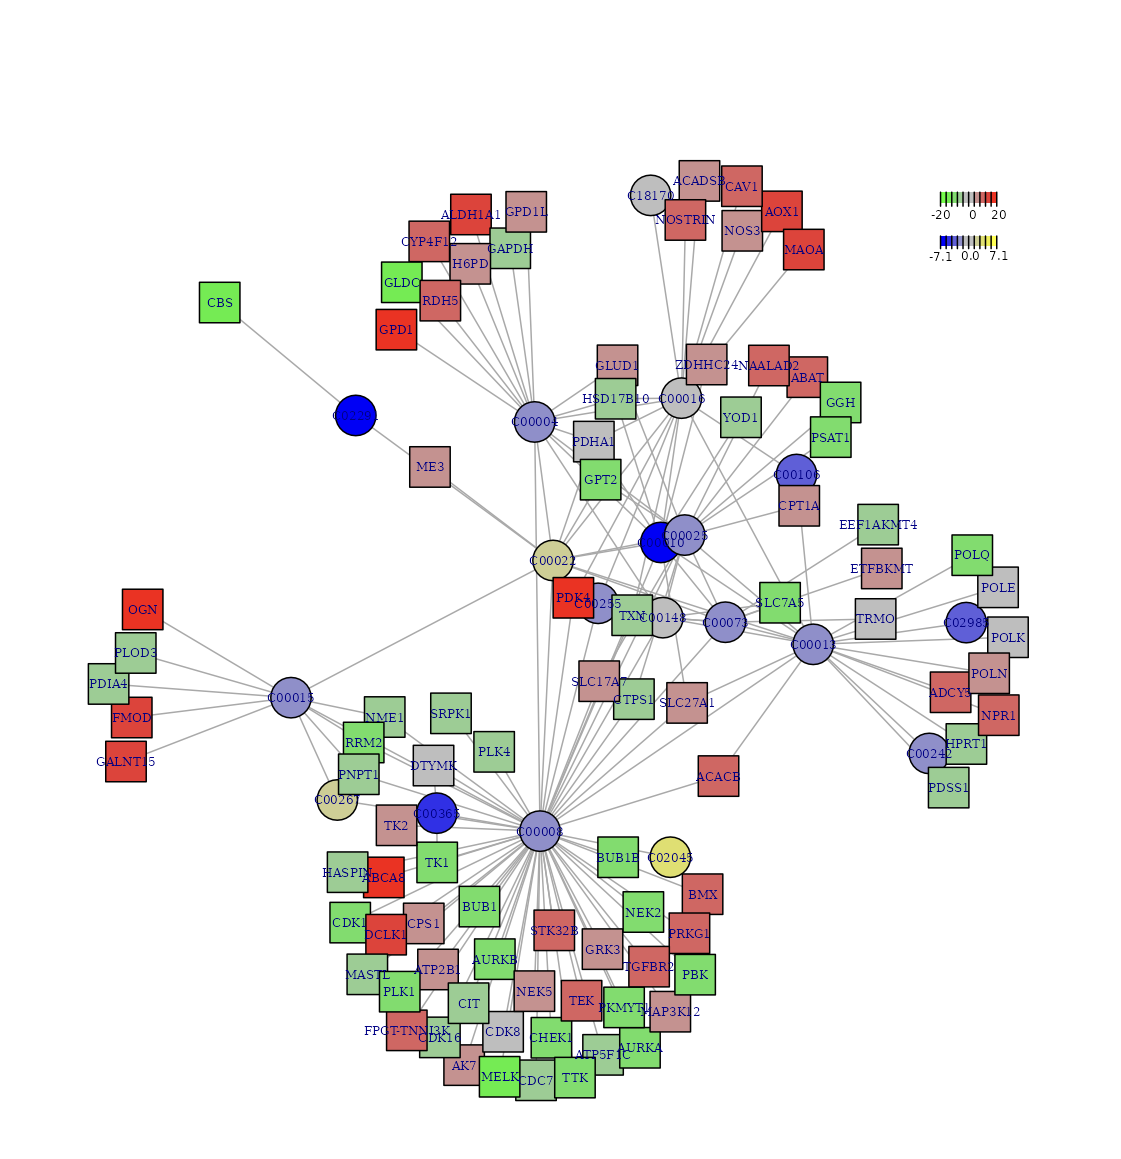 C18170
ACADSB
CAV1
ALDH1A1
GPD1L
NOSTRIN
AOX1
NOS3
-20 0 20
CYP4F12
GAPDH
MAOA
H6PD
-7.1 0.0 7.1
GLDC
CBS
RDH5
GPD1
GLUD1
ZDHHC24
NAALAD2
ABAT
HSD17B10
C00016
GGH
C00004
YOD1
PSAT1
PDHA1
ME3
GPT2
C00106
CPT1A
EEF1AKMT4
C00025
POLQ
C00022
ETFBKMT
POLE
PDK4
C00255
SLC7A5
OGN
TXN
C00148
C00073
TRMO
C02985
POLK
C00013
PLOD3
POLN
PDIA4
SLC17A7
ADCY5
C00015
CTPS1
SLC27A1
NPR1
FMOD
NME1
SRPK1
RRM2
HPRT1
PLK4
C00242
GALNT15
DTYMK
PNPT1
ACACB
PDSS1
C00267
C00365
TK2
C00008
BUB1B
C02045
TK1
HASPIN
ABCA8
BMX
BUB1
NEK2
CDK1
CPS1
DCLK1
STK32B
PRKG1
GRK3
AURKB
TGFBR2
ATP2B1
MASTL
PBK
PLK1
NEK5
CIT
TEK
PKMYT1
MAP3K12
FPGT-TNNI3K
CDK16
CDK8
CHEK1
AURKA
ATP5F1C
AK7
MELK
CDC7
TTK